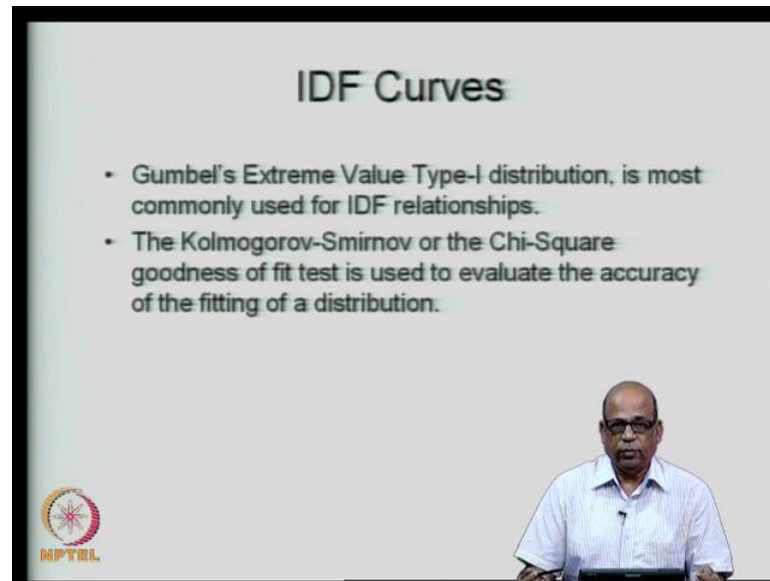 IDF Curves
• Gumbel's Extreme Value Type-I distribution, is most
commonly used for IDF relationships.
• The Kolmogorov-Smirnov or the Chi-Square
goodness of fit test is used to evaluate the accuracy
of the fitting of a distribution.
NPTEL